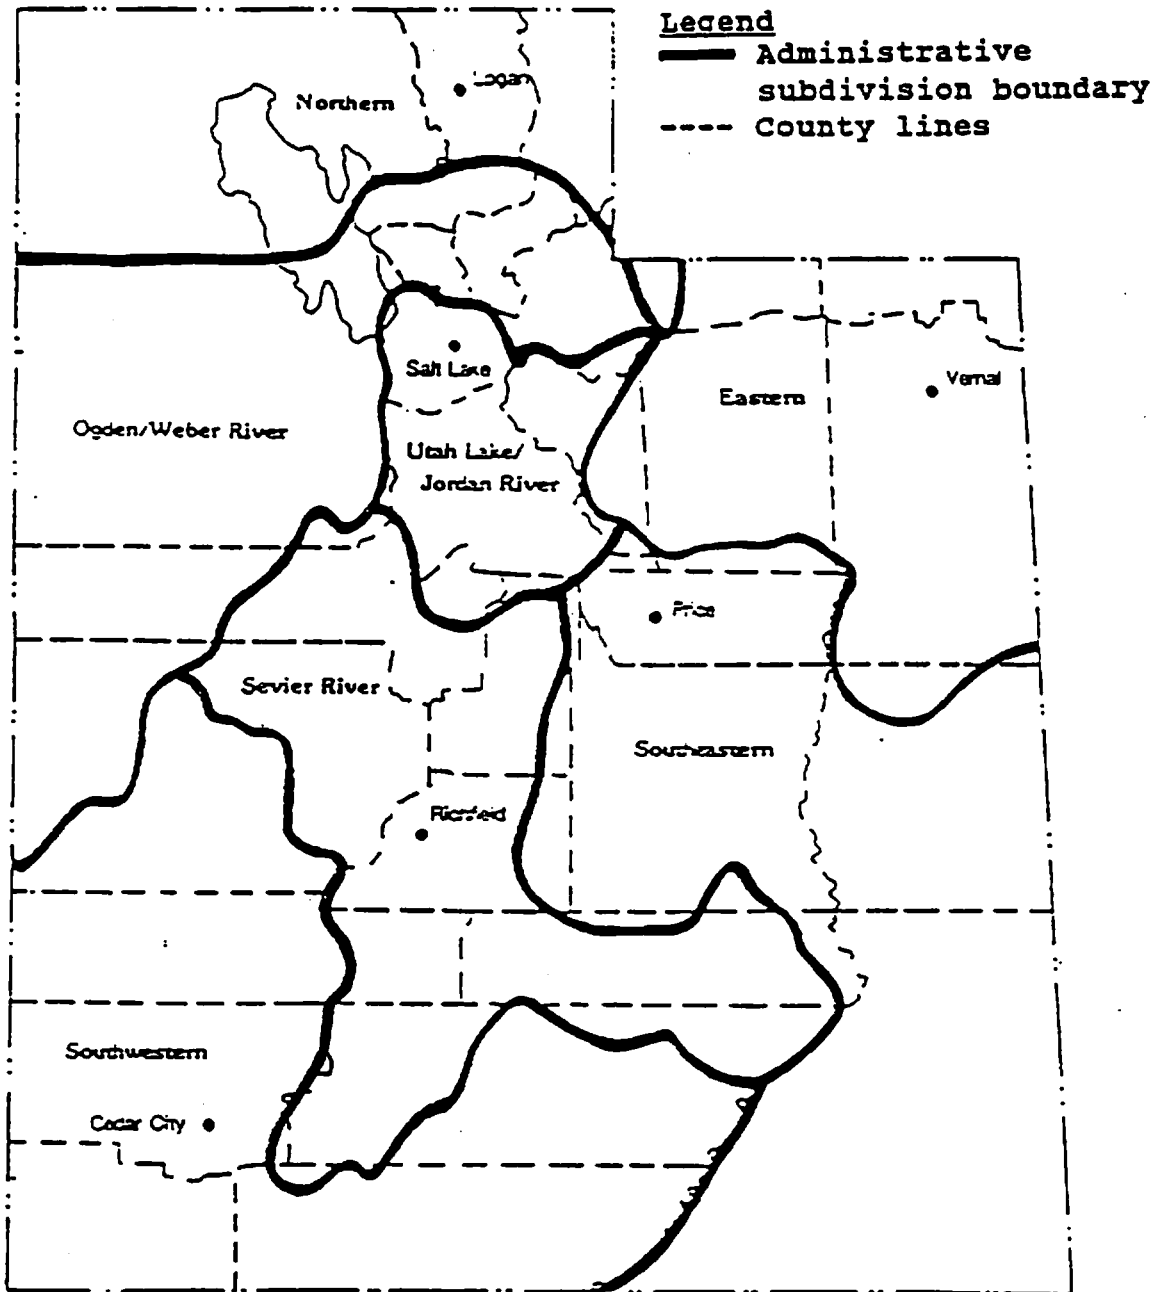 Legend
Administrative
subdivision boundary
County lines
Logan
Northern
Salt Lake
Vernal
Eastern
Ogden/Weber River
Utah Lake/
Jordan River
Price
Sevier River
Southeastern
Richfield
Southwestern
Cedar City